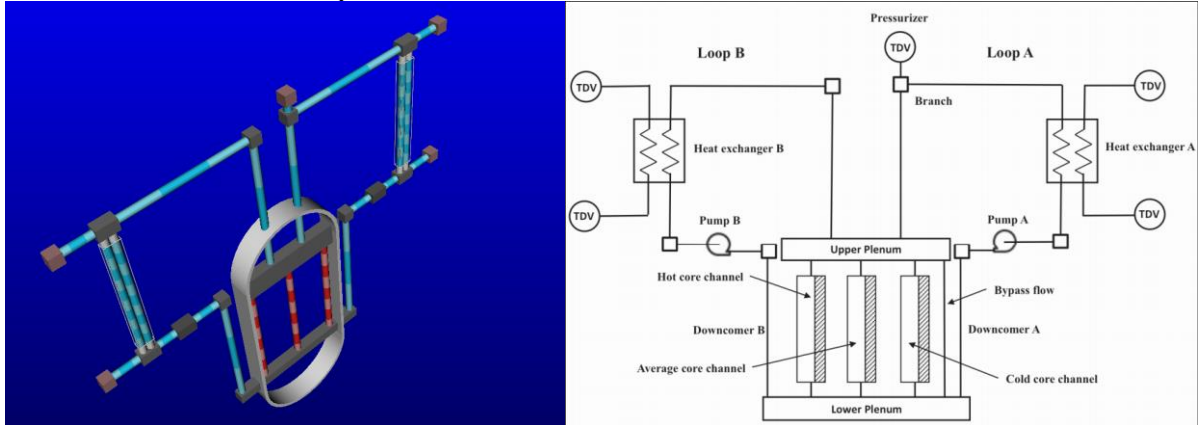 Pressurizer
TDV
Loop B
Loop A
TDV
TDV
Branch
Heat exchanger B
Heat exchanger A
TDV
TDV
Pump B
Pump A
Upper Plenum
Hot core channel
Bypass flow
Downcomer B
Downcomer A
Average core channel
Cold core channel
Lower Plenum